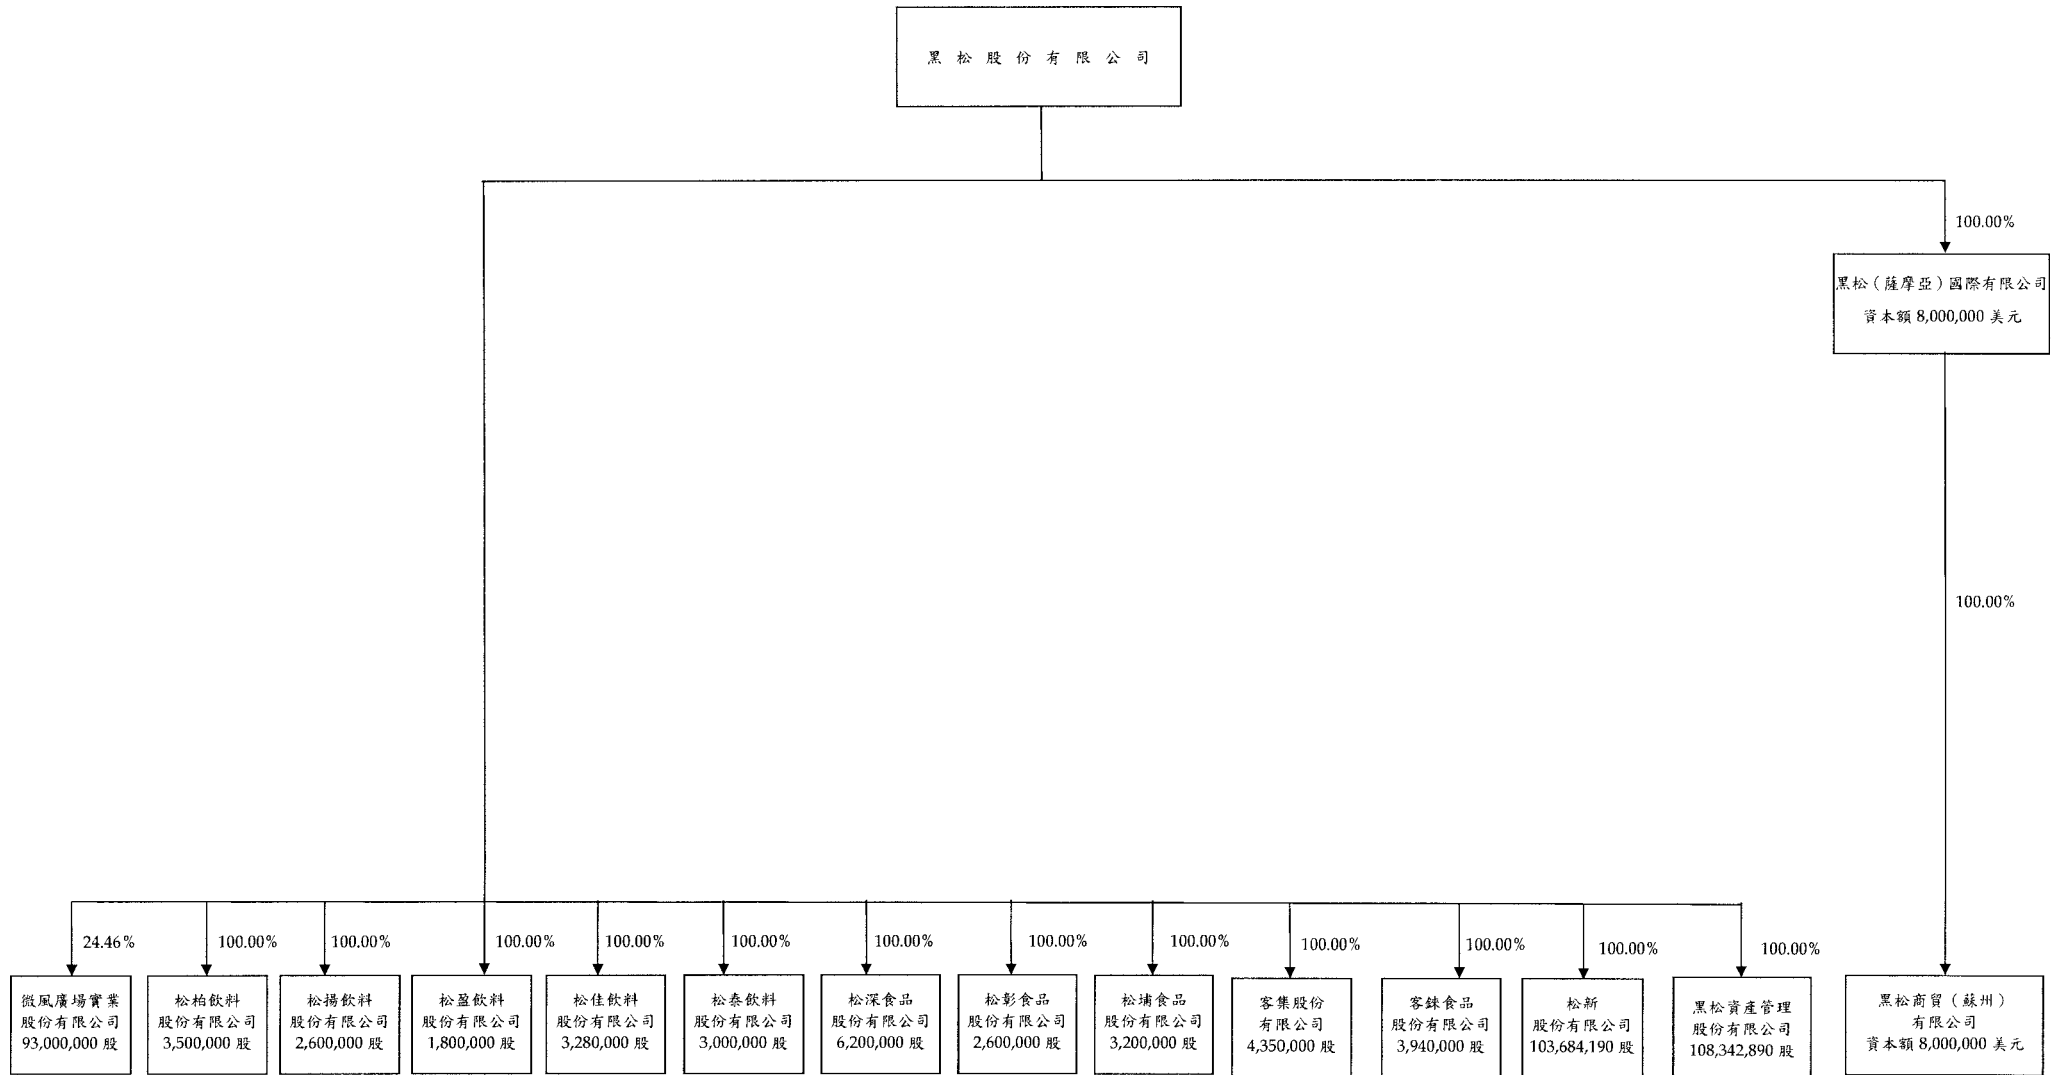 黑松股份有限公司
100.00%
黑松（薩摩亞）國際有限公司
資本額 8,000,000 美元
100.00%
24.46%
100.00%
100.00%
100.00%
100.00%
100.00%
100.00%
100.00%
100.00%
100.00%
100.00%
100.00%
100.00%
微風廣場實業
股份有限公司
93,000,000 股
松柏飲料
股份有限公司
3,500,000 股
松揚飲料
股份有限公司
2,600,000 股
松盈飲料
股份有限公司
1,800,000 股
松佳飲料
股份有限公司
3,280,000 股
松泰飲料
股份有限公司
3,000,000 股
松深食品
股份有限公司
6,200,000 股
松彰食品
股份有限公司
2,600,000 股
松埔食品
股份有限公司
3,200,000 股
客集股份
有限公司
4,350,000 股
客錸食品
股份有限公司
3,940,000 股
松新
股份有限公司
103,684,190 股
黑松資產管理
股份有限公司
108,342,890 股
黑松商貿（蘇州）
有限公司
資本額 8,000,000 美元